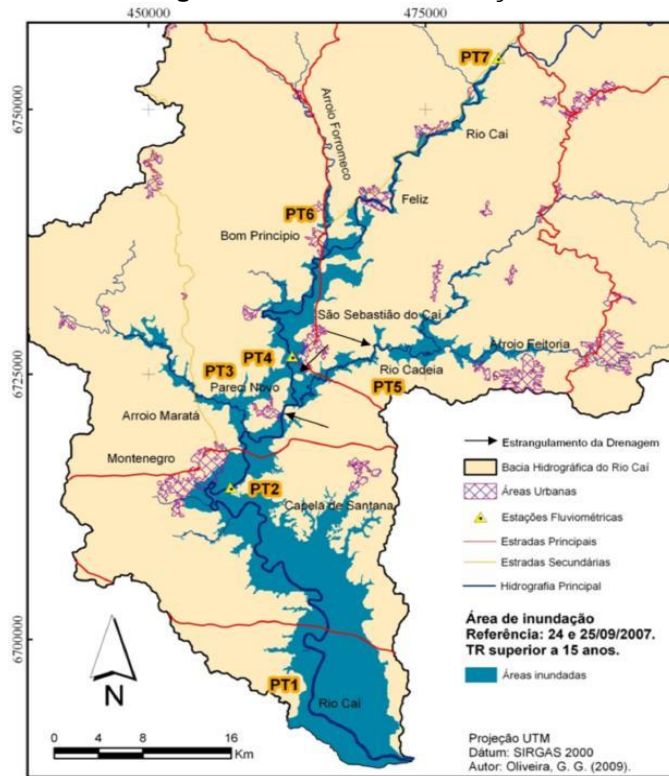 450000
475000
PT7
6750000
Arroio Forromeco
Rio Caí
Feliz
PT6
Bom Princípio
São Sebastião do Caí
Arroio Feitoria
PT4
PT3
6725000
Pareci Novo
Rio Cadeia
PT5
Arroio Maratá
Montenegro
PT2
Capela de Santana
6700000
PT1
Rio Caí
N
0 4 8 16
Km
Estrangulamento da Drenagem
Bacia Hidrográfica do Rio Caí
Áreas Urbanas
Estações Fluviométricas
Estradas Principais
Estradas Secundárias
Hidrografia Principal
Área de inundação
Referência: 24 e 25/09/2007.
TR superior a 15 anos.
Áreas inundadas
Projeção UTM
Dátum: SIRGAS 2000
Autor: Oliveira, G. G. (2009).